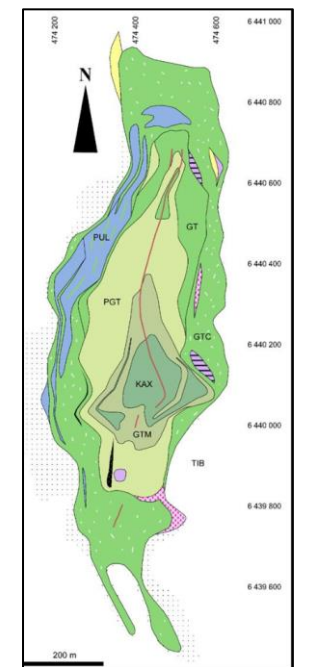 474 200
474 400
474 600
6 441 000
N
6 440 800
6 440 600
GT
PUL
6 440 400
PGT
GTC
6 440 200
KAX
6 440 000
GTM
TIB
6 439 800
6 439 600
200 m